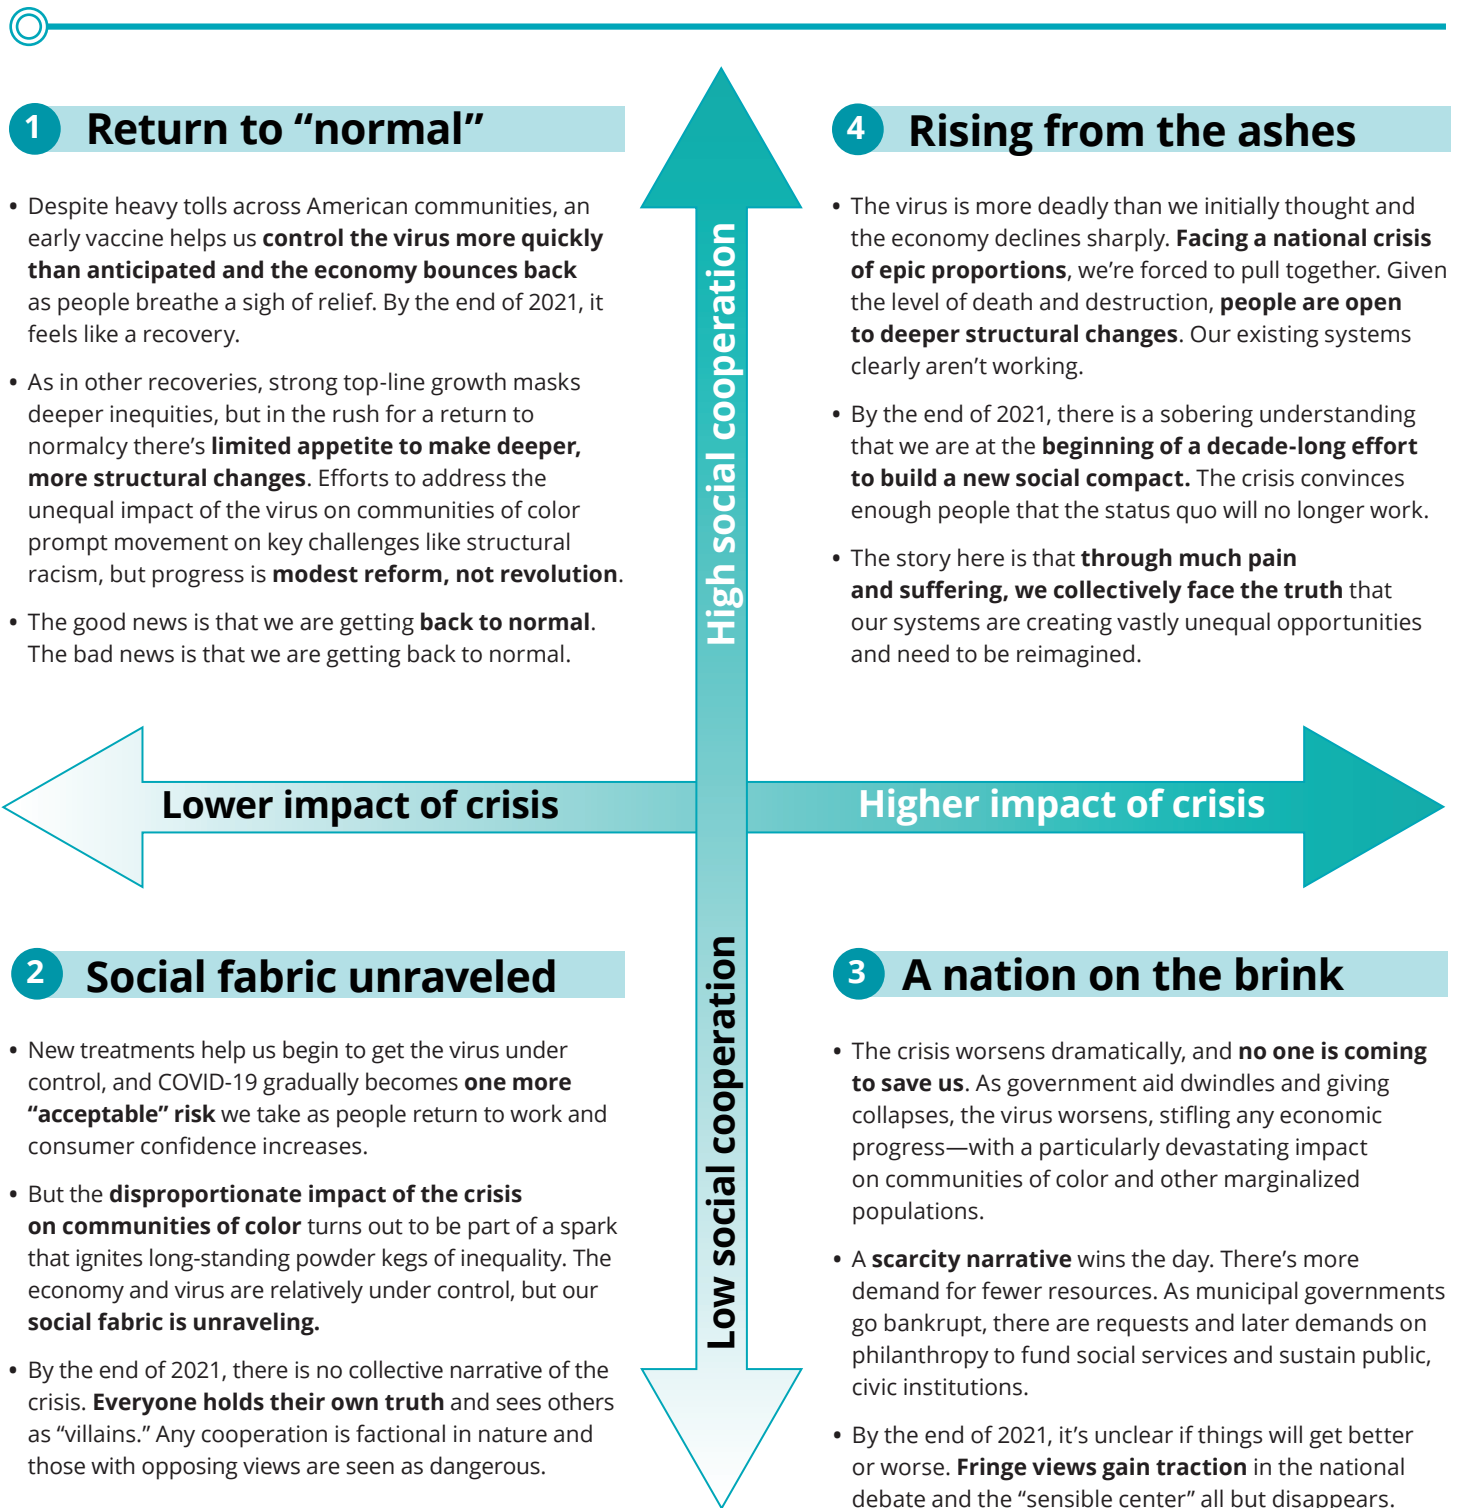 1 Return to “normal”
• Despite heavy tolls across American communities, an
early vaccine helps us control the virus more quickly
than anticipated and the economy bounces back
as people breathe a sigh of relief. By the end of 2021, it
feels like a recovery.
• As in other recoveries, strong top-line growth masks
deeper inequities, but in the rush for a return to
normalcy there’s limited appetite to make deeper,
more structural changes. Efforts to address the
unequal impact of the virus on communities of color
prompt movement on key challenges like structural
racism, but progress is modest reform, not revolution.
• The good news is that we are getting back to normal.
The bad news is that we are getting back to normal.
High social cooperation
4 Rising from the ashes
• The virus is more deadly than we initially thought and
the economy declines sharply. Facing a national crisis
of epic proportions, we’re forced to pull together. Given
the level of death and destruction, people are open
to deeper structural changes. Our existing systems
clearly aren’t working.
• By the end of 2021, there is a sobering understanding
that we are at the beginning of a decade-long effort
to build a new social compact. The crisis convinces
enough people that the status quo will no longer work.
• The story here is that through much pain
and suffering, we collectively face the truth that
our systems are creating vastly unequal opportunities
and need to be reimagined.
Lower impact of crisis
Higher impact of crisis
2 Social fabric unraveled
• New treatments help us begin to get the virus under
control, and COVID-19 gradually becomes one more
“acceptable” risk we take as people return to work and
consumer confidence increases.
• But the disproportionate impact of the crisis
on communities of color turns out to be part of a spark
that ignites long-standing powder kegs of inequality. The
economy and virus are relatively under control, but our
social fabric is unraveling.
• By the end of 2021, there is no collective narrative of the
crisis. Everyone holds their own truth and sees others
as “villains.” Any cooperation is factional in nature and
those with opposing views are seen as dangerous.
Low social cooperation
3 A nation on the brink
• The crisis worsens dramatically, and no one is coming
to save us. As government aid dwindles and giving
collapses, the virus worsens, stifling any economic
progress—with a particularly devastating impact
on communities of color and other marginalized
populations.
• A scarcity narrative wins the day. There’s more
demand for fewer resources. As municipal governments
go bankrupt, there are requests and later demands on
philanthropy to fund social services and sustain public,
civic institutions.
• By the end of 2021, it’s unclear if things will get better
or worse. Fringe views gain traction in the national
debate and the “sensible center” all but disappears.